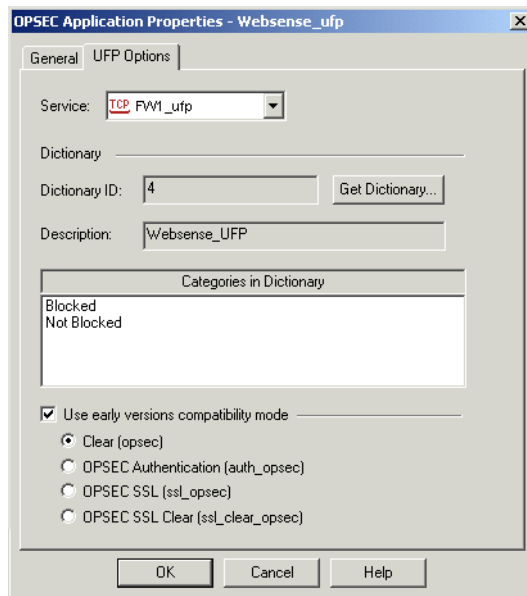 OPSEC Application Properties - Websense_ufp
General UFP Options
Service: TCP FW1_ufp
Dictionary
Dictionary ID: 4 Get Dictionary...
Description: Websense_UFP
Categories in Dictionary
Blocked
Not Blocked
Use early versions compatibility mode
Clear (opsec)
OPSEC Authentication (auth_opsec)
OPSEC SSL (ssl_opsec)
OPSEC SSL Clear (ssl_clear_opsec)
OK Cancel Help